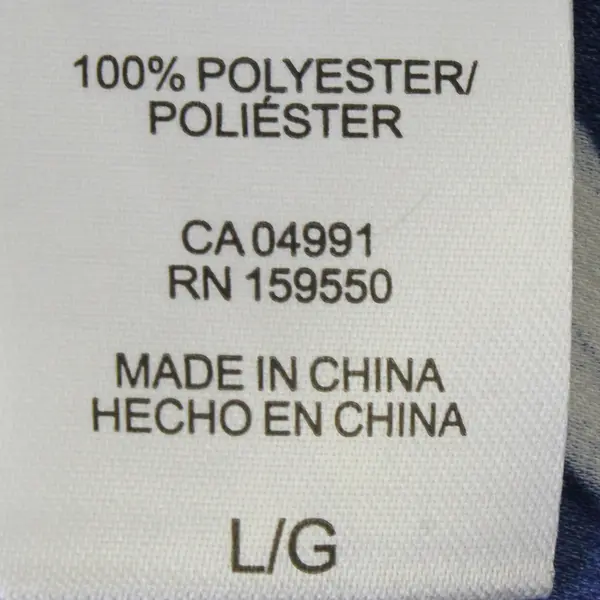 100% POLYESTER/
POLIÉSTER
CA 04991
RN 159550
MADE IN CHINA
HECHO EN CHINA
L/G